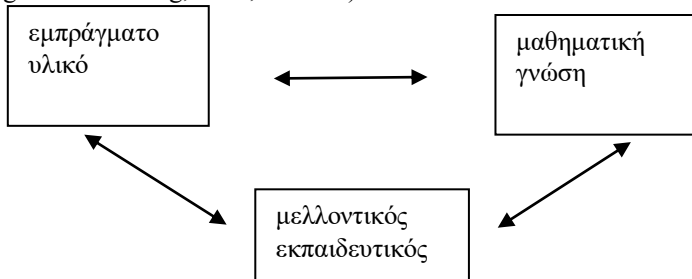 εμπράγματο
υλικό
μαθηματική
γνώση
μελλοντικός
εκπαιδευτικός